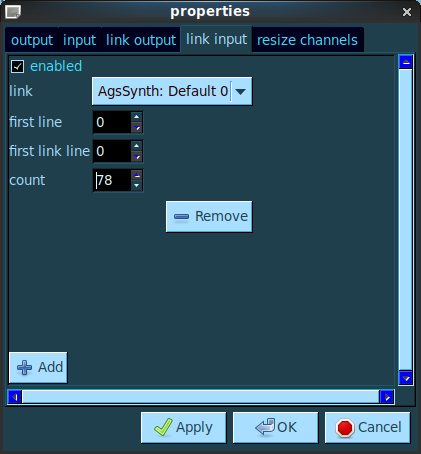 properties
output input link output link input resize channels
enabled
link AgsSynth: Default 0
first line 0
first link line 0
count 78
Remove
Add
Apply OK Cancel